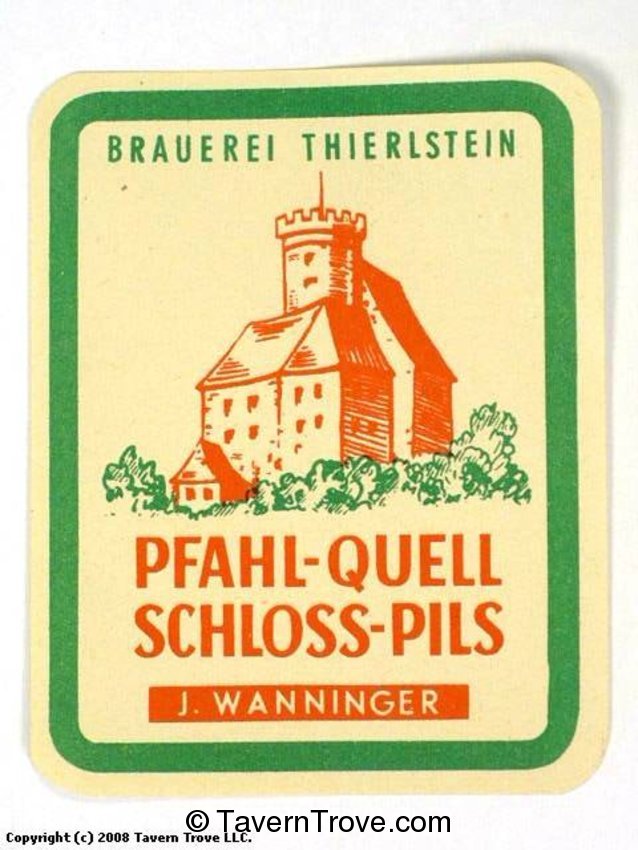 BRAUEREI THIERLSTEIN
PFAHL-QUELL
SCHLOSS-PILS
J. WANNINGER
© TavernTrove.com
Copyright (c) 2008 Tavern Trove LLC.